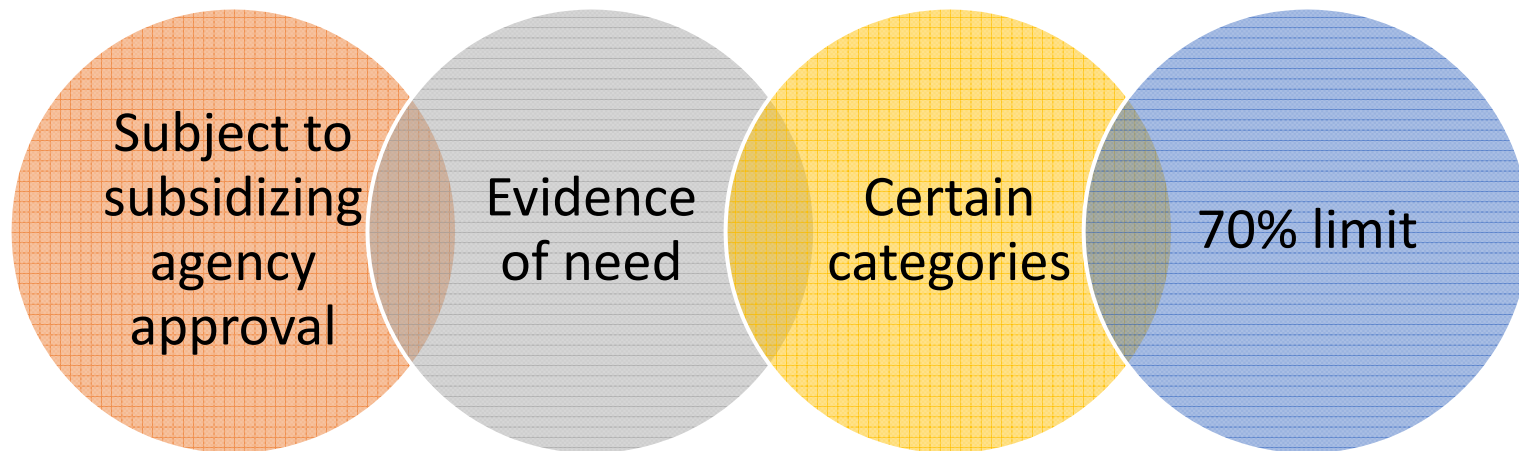 Subject to
subsidizing
agency
approval
Evidence
of need
Certain
categories
70% limit